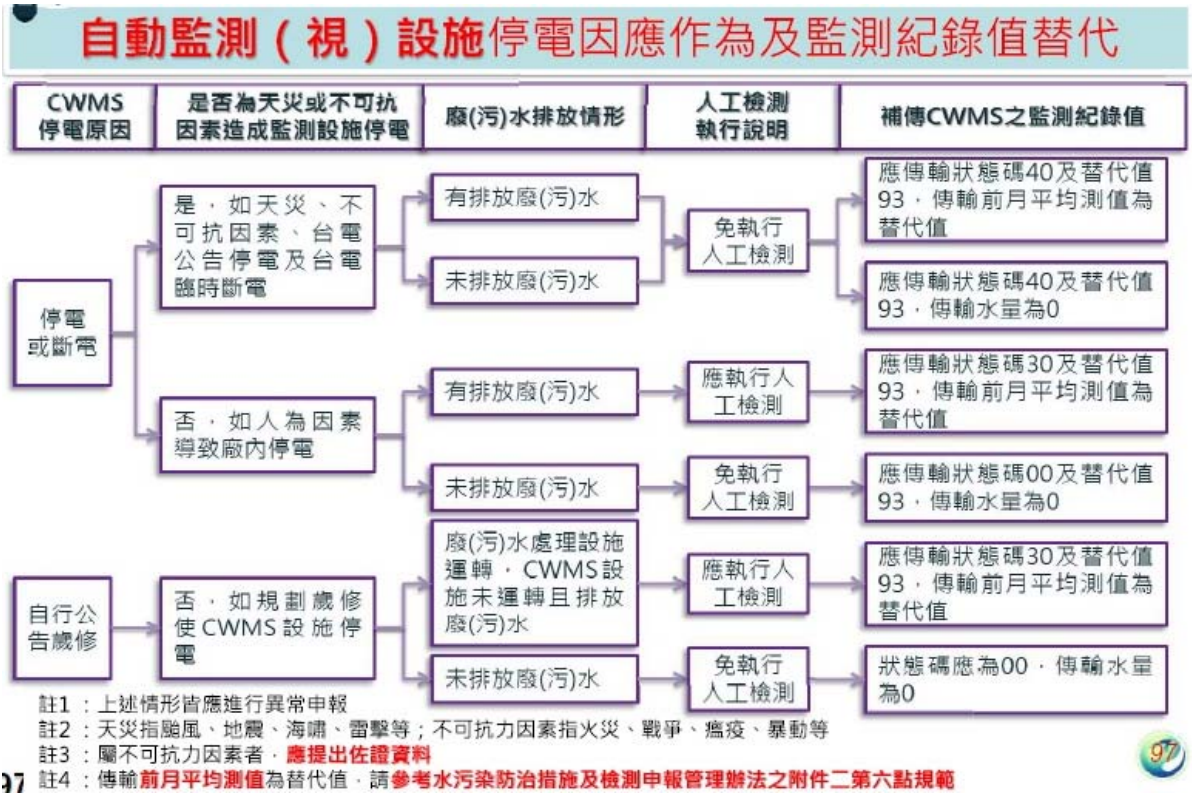 自動監測（視）設施停電因應作為及監測紀錄值替代
CWMS
停電原因
是否為天災或不可抗
因素造成監測設施停電
廢(污)水排放情形
人工檢測
執行說明
補傳CWMS之監測紀錄值
停電
或斷電
是，如天災、不
可抗因素、台電
公告停電及台電
臨時斷電
有排放廢(污)水
未排放廢(污)水
免執行
人工檢測
應傳輸狀態碼40及替代值
93，傳輸前月平均測值為
替代值
應傳輸狀態碼40及替代值
93，傳輸水量為0
否，如人為因素
導致廠內停電
有排放廢(污)水
應執行人
工檢測
應傳輸狀態碼30及替代值
93，傳輸前月平均測值為
替代值
未排放廢(污)水
免執行
人工檢測
應傳輸狀態碼00及替代值
93，傳輸水量為0
自行公
告歲修
否，如規劃歲修
使CWMS設施停
電
廢(污)水處理設施
運轉，CWMS設
施未運轉且排放
廢(污)水
應執行人
工檢測
應傳輸狀態碼30及替代值
93，傳輸前月平均測值為
替代值
未排放廢(污)水
免執行
人工檢測
狀態碼應為00，傳輸水量
為0
註1：上述情形皆應進行異常申報
註2：天災指颱風、地震、海嘯、雷擊等；不可抗力因素指火災、戰爭、瘟疫、暴動等
註3：屬不可抗力因素者，應提出佐證資料
註4：傳輸前月平均測值為替代值，請參考水污染防治措施及檢測申報管理辦法之附件二第六點規範
97
97